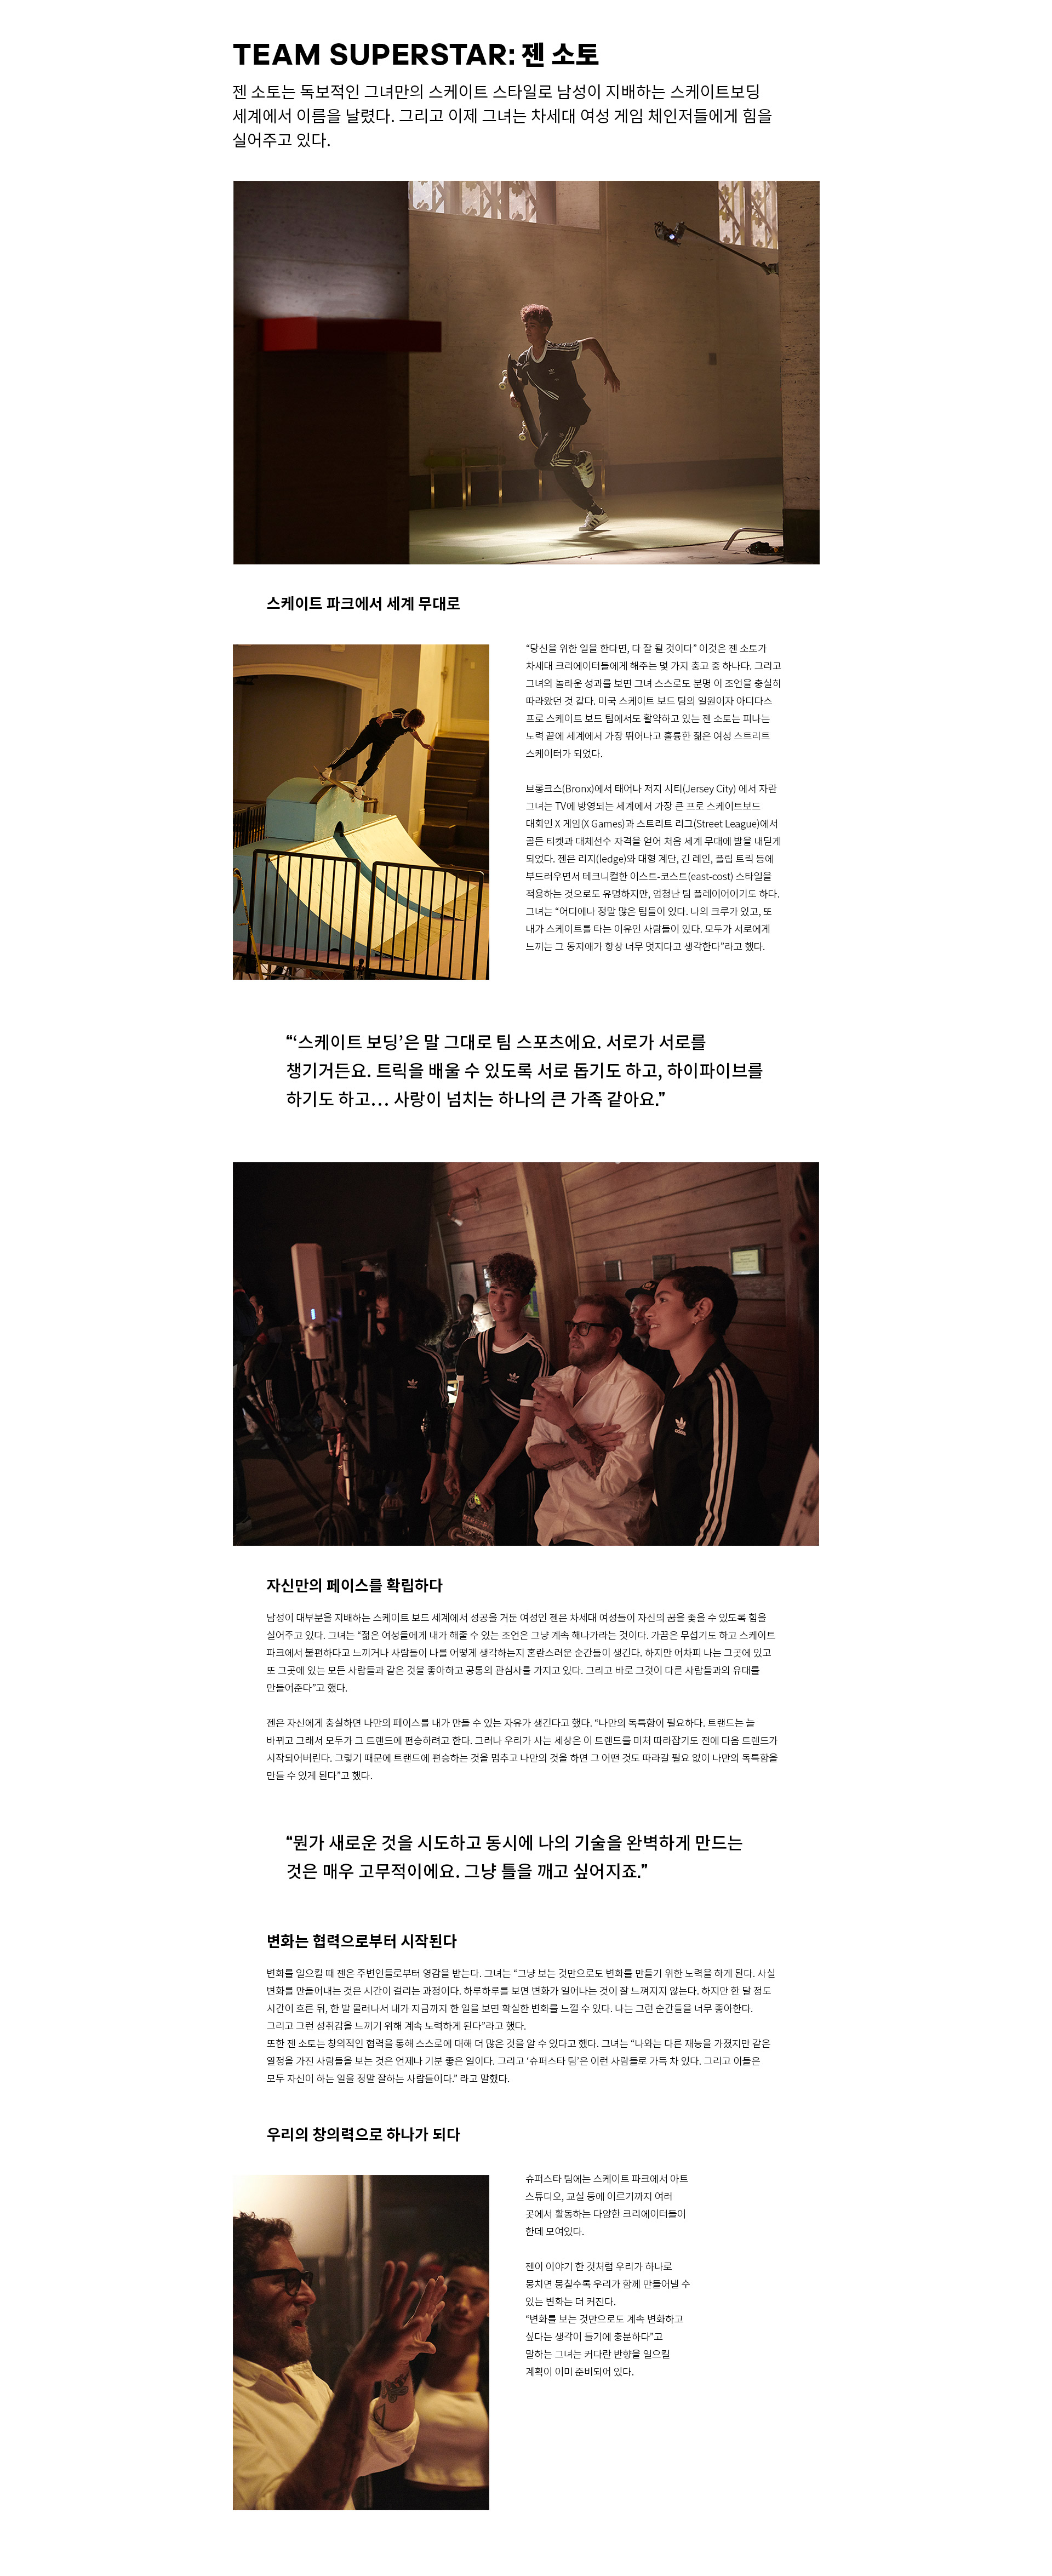 TEAM SUPERSTAR: 젠 소토
젠 소토는 독보적인 그녀만의 스케이트 스타일로 남성이 지배하는 스케이트보딩
세계에서 이름을 날렸다. 그리고 이제 그녀는 차세대 여성 게임 체인저들에게 힘을
실어주고 있다.
스케이트 파크에서 세계 무대로
“당신을 위한 일을 한다면, 다 잘 될 것이다” 이것은 젠 소토가
차세대 크리에이터들에게 해주는 몇 가지 충고 중 하나다. 그리고
그녀의 놀라운 성과를 보면 그녀 스스로도 분명 이 조언을 충실히
따라왔던 것 같다. 미국 스케이트 보드 팀의 일원이자 아디다스
프로 스케이트 보드 팀에서도 활약하고 있는 젠 소토는 피나는
노력 끝에 세계에서 가장 뛰어나고 훌륭한 젊은 여성 스트리트
스케이터가 되었다.
브롱크스(Bronx)에서 태어나 저지 시티(Jersey City) 에서 자란
그녀는 TV에 방영되는 세계에서 가장 큰 프로 스케이트보드
대회인 X 게임(X Games)과 스트리트 리그(Street League)에서
골든 티켓과 대체선수 자격을 얻어 처음 세계 무대에 발을 내딛게
되었다. 젠은 리지(ledge)와 대형 계단, 긴 레인, 플립 트릭 등에
부드러우면서 테크니컬한 이스트-코스트(east-cost) 스타일을
적용하는 것으로도 유명하지만, 엄청난 팀 플레이어이기도 하다.
그녀는 “어디에나 정말 많은 팀들이 있다. 나의 크루가 있고, 또
내가 스케이트를 타는 이유인 사람들이 있다. 모두가 서로에게
느끼는 그 동지애가 항상 너무 멋지다고 생각한다”라고 했다.
“‘스케이트 보딩’은 말 그대로 팀 스포츠에요. 서로가 서로를
챙기거든요. 트릭을 배울 수 있도록 서로 돕기도 하고, 하이파이브를
하기도 하고… 사랑이 넘치는 하나의 큰 가족 같아요.”
adidas
자신만의 페이스를 확립하다
남성이 대부분을 지배하는 스케이트 보드 세계에서 성공을 거둔 여성인 젠은 차세대 여성들이 자신의 꿈을 좇을 수 있도록 힘을
실어주고 있다. 그녀는 “젊은 여성들에게 내가 해줄 수 있는 조언은 그냥 계속 해나가라는 것이다. 가끔은 무섭기도 하고 스케이트
파크에서 불편하다고 느끼거나 사람들이 나를 어떻게 생각하는지 혼란스러운 순간들이 생긴다. 하지만 어차피 나는 그곳에 있고
또 그곳에 있는 모든 사람들과 같은 것을 좋아하고 공통의 관심사를 가지고 있다. 그리고 바로 그것이 다른 사람들과의 유대를
만들어준다”고 했다.
젠은 자신에게 충실하면 나만의 페이스를 내가 만들 수 있는 자유가 생긴다고 했다. “나만의 독특함이 필요하다. 트랜드는 늘
바뀌고 그래서 모두가 그 트랜드에 편승하려고 한다. 그러나 우리가 사는 세상은 이 트렌드를 미처 따라잡기도 전에 다음 트렌드가
시작되어버린다. 그렇기 때문에 트랜드에 편승하는 것을 멈추고 나만의 것을 하면 그 어떤 것도 따라갈 필요 없이 나만의 독특함을
만들 수 있게 된다”고 했다.
“뭔가 새로운 것을 시도하고 동시에 나의 기술을 완벽하게 만드는
것은 매우 고무적이에요. 그냥 틀을 깨고 싶어지죠.”
변화는 협력으로부터 시작된다
변화를 일으킬 때 젠은 주변인들로부터 영감을 받는다. 그녀는 “그냥 보는 것만으로도 변화를 만들기 위한 노력을 하게 된다. 사실
변화를 만들어내는 것은 시간이 걸리는 과정이다. 하루하루를 보면 변화가 일어나는 것이 잘 느껴지지 않는다. 하지만 한 달 정도
시간이 흐른 뒤, 한 발 물러나서 내가 지금까지 한 일을 보면 확실한 변화를 느낄 수 있다. 나는 그런 순간들을 너무 좋아한다.
그리고 그런 성취감을 느끼기 위해 계속 노력하게 된다”라고 했다.
또한 젠 소토는 창의적인 협력을 통해 스스로에 대해 더 많은 것을 알 수 있다고 했다. 그녀는 “나와는 다른 재능을 가졌지만 같은
열정을 가진 사람들을 보는 것은 언제나 기분 좋은 일이다. 그리고 ‘슈퍼스타 팀’은 이런 사람들로 가득 차 있다. 그리고 이들은
모두 자신이 하는 일을 정말 잘하는 사람들이다.” 라고 말했다.
우리의 창의력으로 하나가 되다
슈퍼스타 팀에는 스케이트 파크에서 아트
스튜디오, 교실 등에 이르기까지 여러
곳에서 활동하는 다양한 크리에이터들이
한데 모여있다.
젠이 이야기 한 것처럼 우리가 하나로
뭉치면 뭉칠수록 우리가 함께 만들어낼 수
있는 변화는 더 커진다.
“변화를 보는 것만으로도 계속 변화하고
싶다는 생각이 들기에 충분하다”고
말하는 그녀는 커다란 반향을 일으킬
계획이 이미 준비되어 있다.